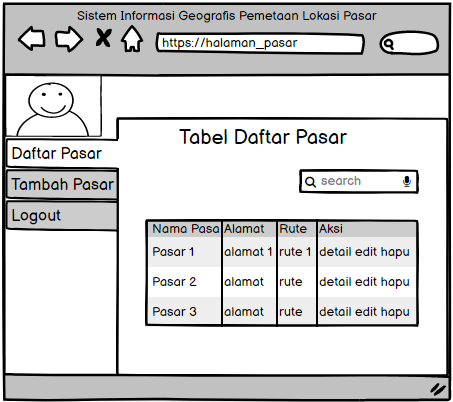 Sistem Informasi Geografis Pemetaan Lokasi Pasar
https://halaman_pasar
Daftar Pasar
Tambah Pasar
Logout
Tabel Daftar Pasar
search
Nama Pasa Alamat Rute Aksi
Pasar 1 alamat 1 rute 1 detail edit hapu
Pasar 2 alamat rute detail edit hapu
Pasar 3 alamat rute detail edit hapu